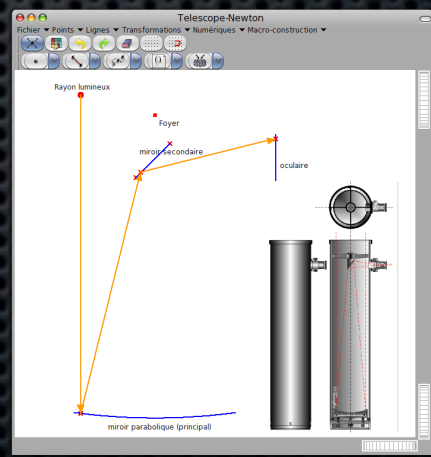 Telescope-Newton
Fichier Points Lignes Transformations Numériques Macro-construction
Rayon lumineux
Foyer
miroir secondaire
oculaire
miroir parabolique (principal)